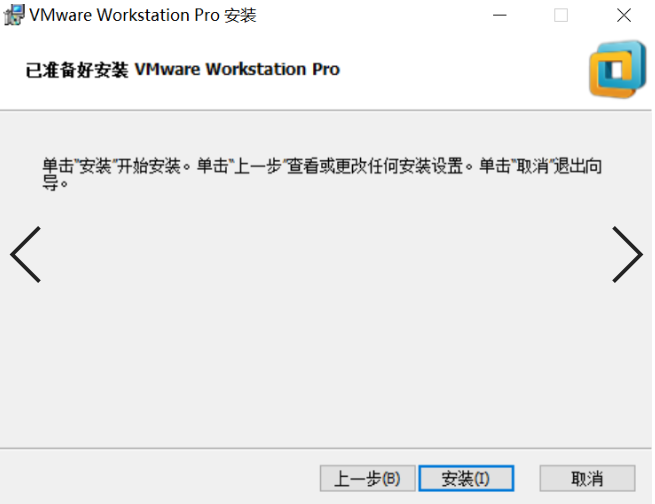 VMware Workstation Pro 安装
已准备好安装 VMware Workstation Pro
单击"安装"开始安装。单击"上一步"查看或更改任何安装设置。单击"取消"退出向
导。
上一步(B) 安装(I) 取消